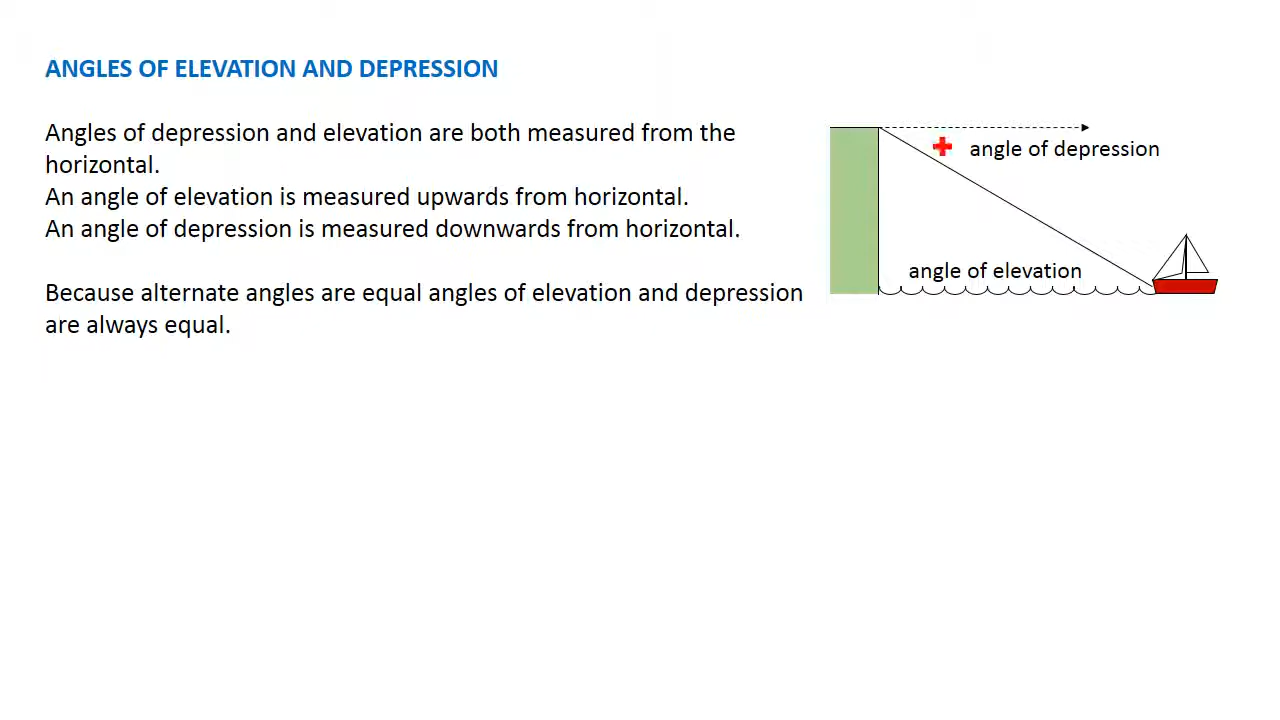 ANGLES OF ELEVATION AND DEPRESSION
Angles of depression and elevation are both measured from the
horizontal.
An angle of elevation is measured upwards from horizontal.
An angle of depression is measured downwards from horizontal.
Because alternate angles are equal angles of elevation and depression
are always equal.
angle of depression
angle of elevation